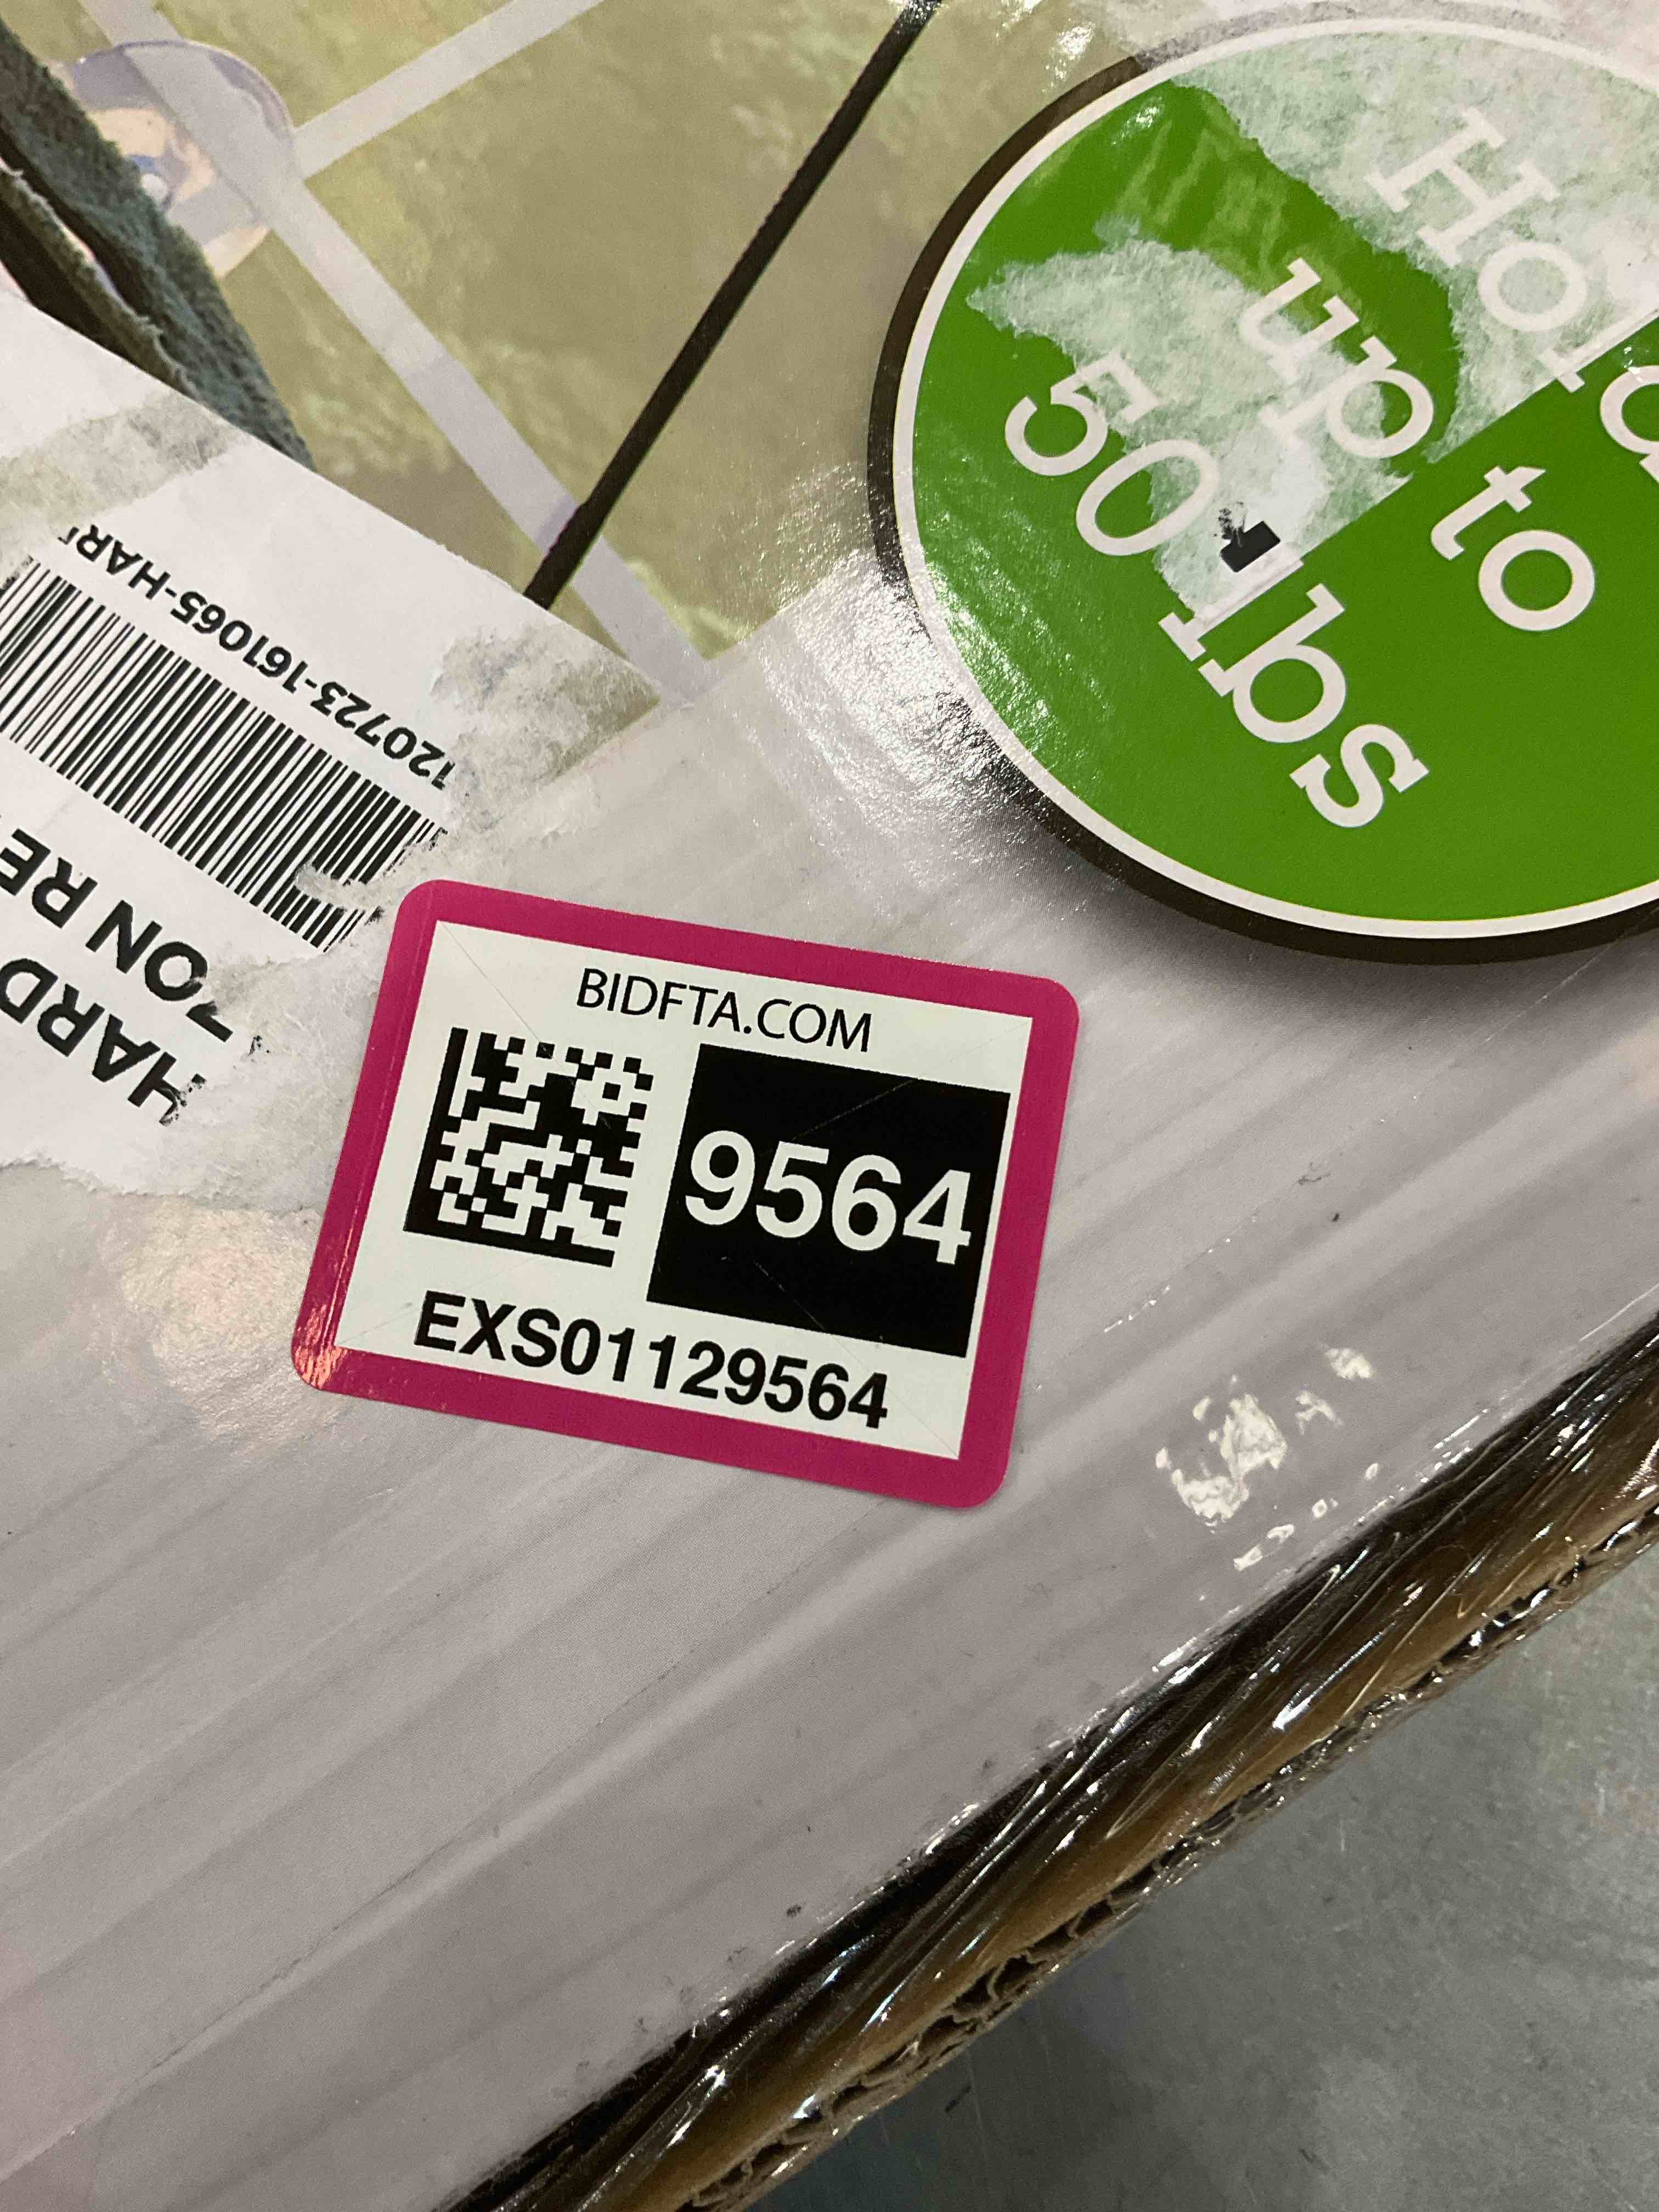 Hold
up to
50 lbs
120723-161065-HAR
HARD
ON RE
BIDFTA.COM
9564
EXS01129564